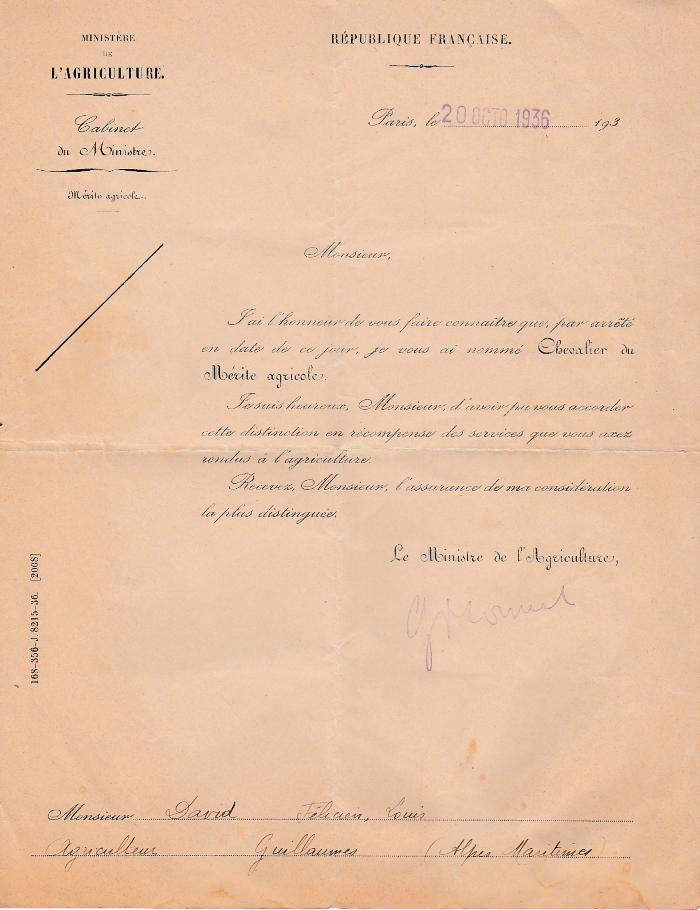 MINISTÈRE
DE
L'AGRICULTURE.
Cabinet
du Ministre.
Mérite agricole.
RÉPUBLIQUE FRANÇAISE.
Paris, le 20 OCTO 1936 193
Monsieur,
J'ai l'honneur de vous faire connaître que, par arrêté
en date de ce jour, je vous ai nommé Chevalier du
Mérite agricole.
Je suis heureux, Monsieur, d'avoir pu vous accorder
cette distinction en récompense des services que vous avez
rendus à l'agriculture.
Recevez, Monsieur, l'assurance de ma considération
la plus distinguée.
Le Ministre de l'Agriculture,
168-356-J. 8215-36. [2008]
Monsieur David Félicien, Louis
Agriculteur Guillaumes (Alpes Maritimes)